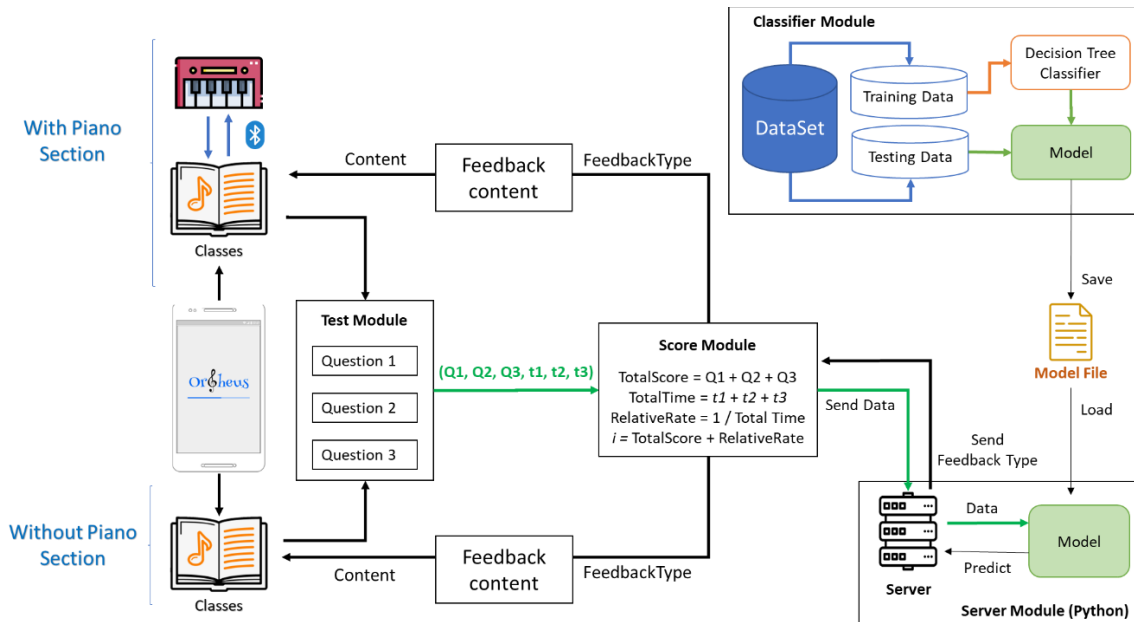 With Piano
Section
Classes
Orpheus
Without Piano
Section
Classes
Content
Feedback
content
FeedbackType
Test Module
Question 1
Question 2
Question 3
(Q1, Q2, Q3, t1, t2, t3)
Score Module
TotalScore = Q1 + Q2 + Q3
TotalTime = t1 + t2 + t3
RelativeRate = 1 / Total Time
i = TotalScore + RelativeRate
Content
Feedback
content
FeedbackType
Send Data
Send
Feedback Type
Classifier Module
DataSet
Training Data
Testing Data
Decision Tree
Classifier
Model
Save
Model File
Load
Server
Data
Predict
Model
Server Module (Python)